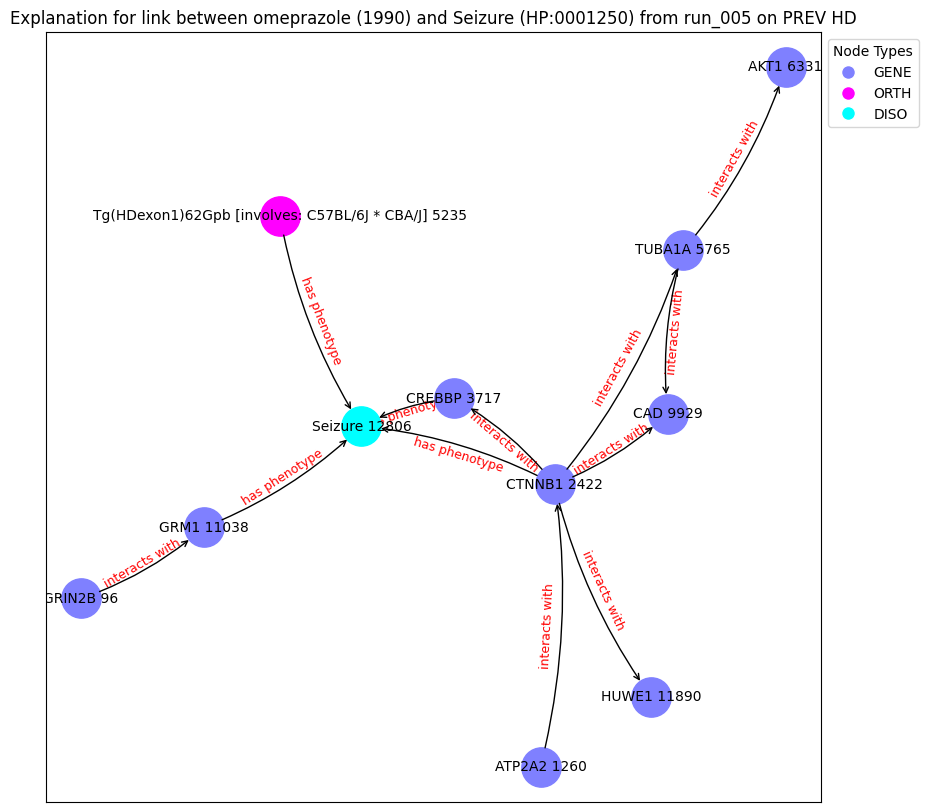 Explanation for link between omeprazole (1990) and Seizure (HP:0001250) from run_005 on PREV HD
Node Types
GENE
ORTH
DISO
AKT1 6331
interacts with
Tg(HDexon1)62Gpb [involves: C57BL/6J * CBA/J] 5235
TUBA1A 5765
has phenotype
interacts with
interacts with
CREBBP 3717
CAD 9929
Seizure 12806
interacts with
interacts with
has phenotype
has phenotype
CTNNB1 2422
GRM1 11038
interacts with
GRIN2B 96
interacts with
interacts with
HUWE1 11890
ATP2A2 1260